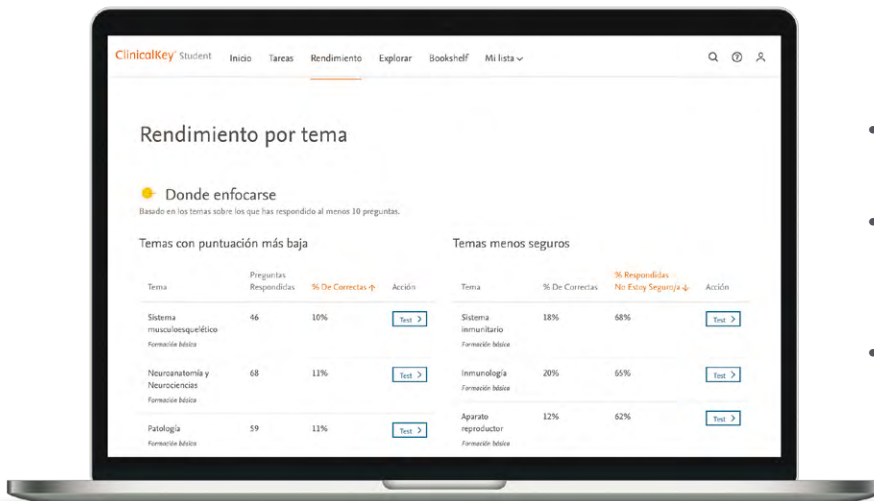 ClinicalKey® Student Inicio Tareas Rendimiento Explorar Bookshelf Mi lista
Rendimiento por tema
Donde enfocarse
Basado en los temas sobre los que has respondido al menos 10 preguntas.
Temas con puntuación más baja
Tema Preguntas Respondidas % De Correctas Acción
Sistema musculoesquelético 46 10% Test >
Formación básica
Neuroanatomía y Neurociencias 68 11% Test >
Formación básica
Patología 59 11% Test >
Formación básica
Temas menos seguros
Tema % De Correctas % Respondidas No Estoy Seguro/a Acción
Sistema inmunitario 18% 68% Test >
Formación básica
Inmunología 20% 65% Test >
Formación básica
Aparato reproductor 12% 62% Test >
Formación básica